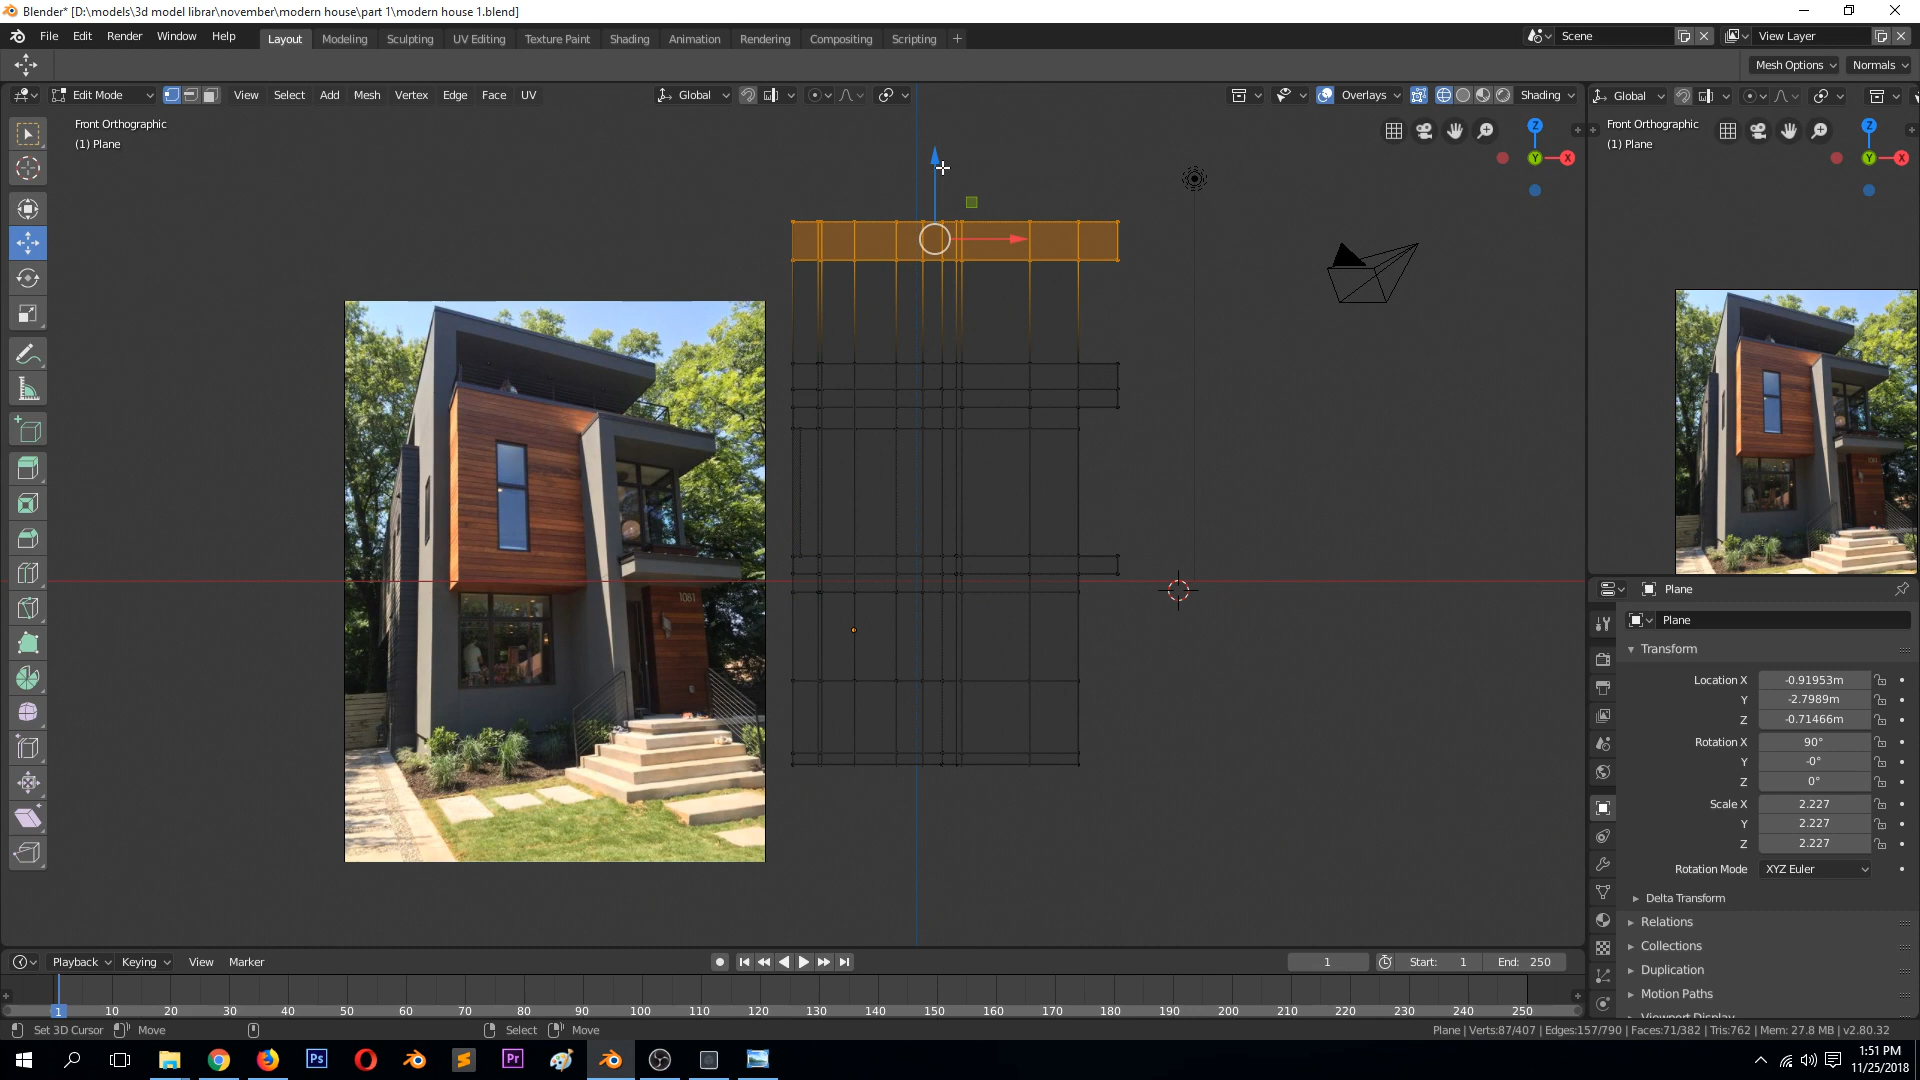 Blender* [D:\models\3d model librar\november\modern house\part 1\modern house 1.blend]
File Edit Render Window Help
Layout Modeling Sculpting UV Editing Texture Paint Shading Animation Rendering Compositing Scripting +
Scene
View Layer
Mesh Options Normals
Edit Mode View Select Add Mesh Vertex Edge Face UV
Global
Overlays
Shading
Global
Front Orthographic
(1) Plane
Z
Y
X
Front Orthographic
(1) Plane
Z
Y
X
1081
1081
Plane
Plane
Transform
Location X -0.91953m
Y -2.7989m
Z -0.71466m
Rotation X 90°
Y -0°
Z 0°
Scale X 2.227
Y 2.227
Z 2.227
Rotation Mode XYZ Euler
Delta Transform
Relations
Collections
Duplication
Motion Paths
Viewport Display
Playback Keying View Marker
1
Start: 1
End: 250
1 10 20 30 40 50 60 70 80 90 100 110 120 130 140 150 160 170 180 190 200 210 220 230 240 250
Set 3D Cursor Move Select Move
Plane | Verts:87/407 | Edges:157/790 | Faces:71/382 | Tris:762 | Mem: 27.8 MB | v2.80.32
Ps
Pr
1:51 PM
11/25/2018